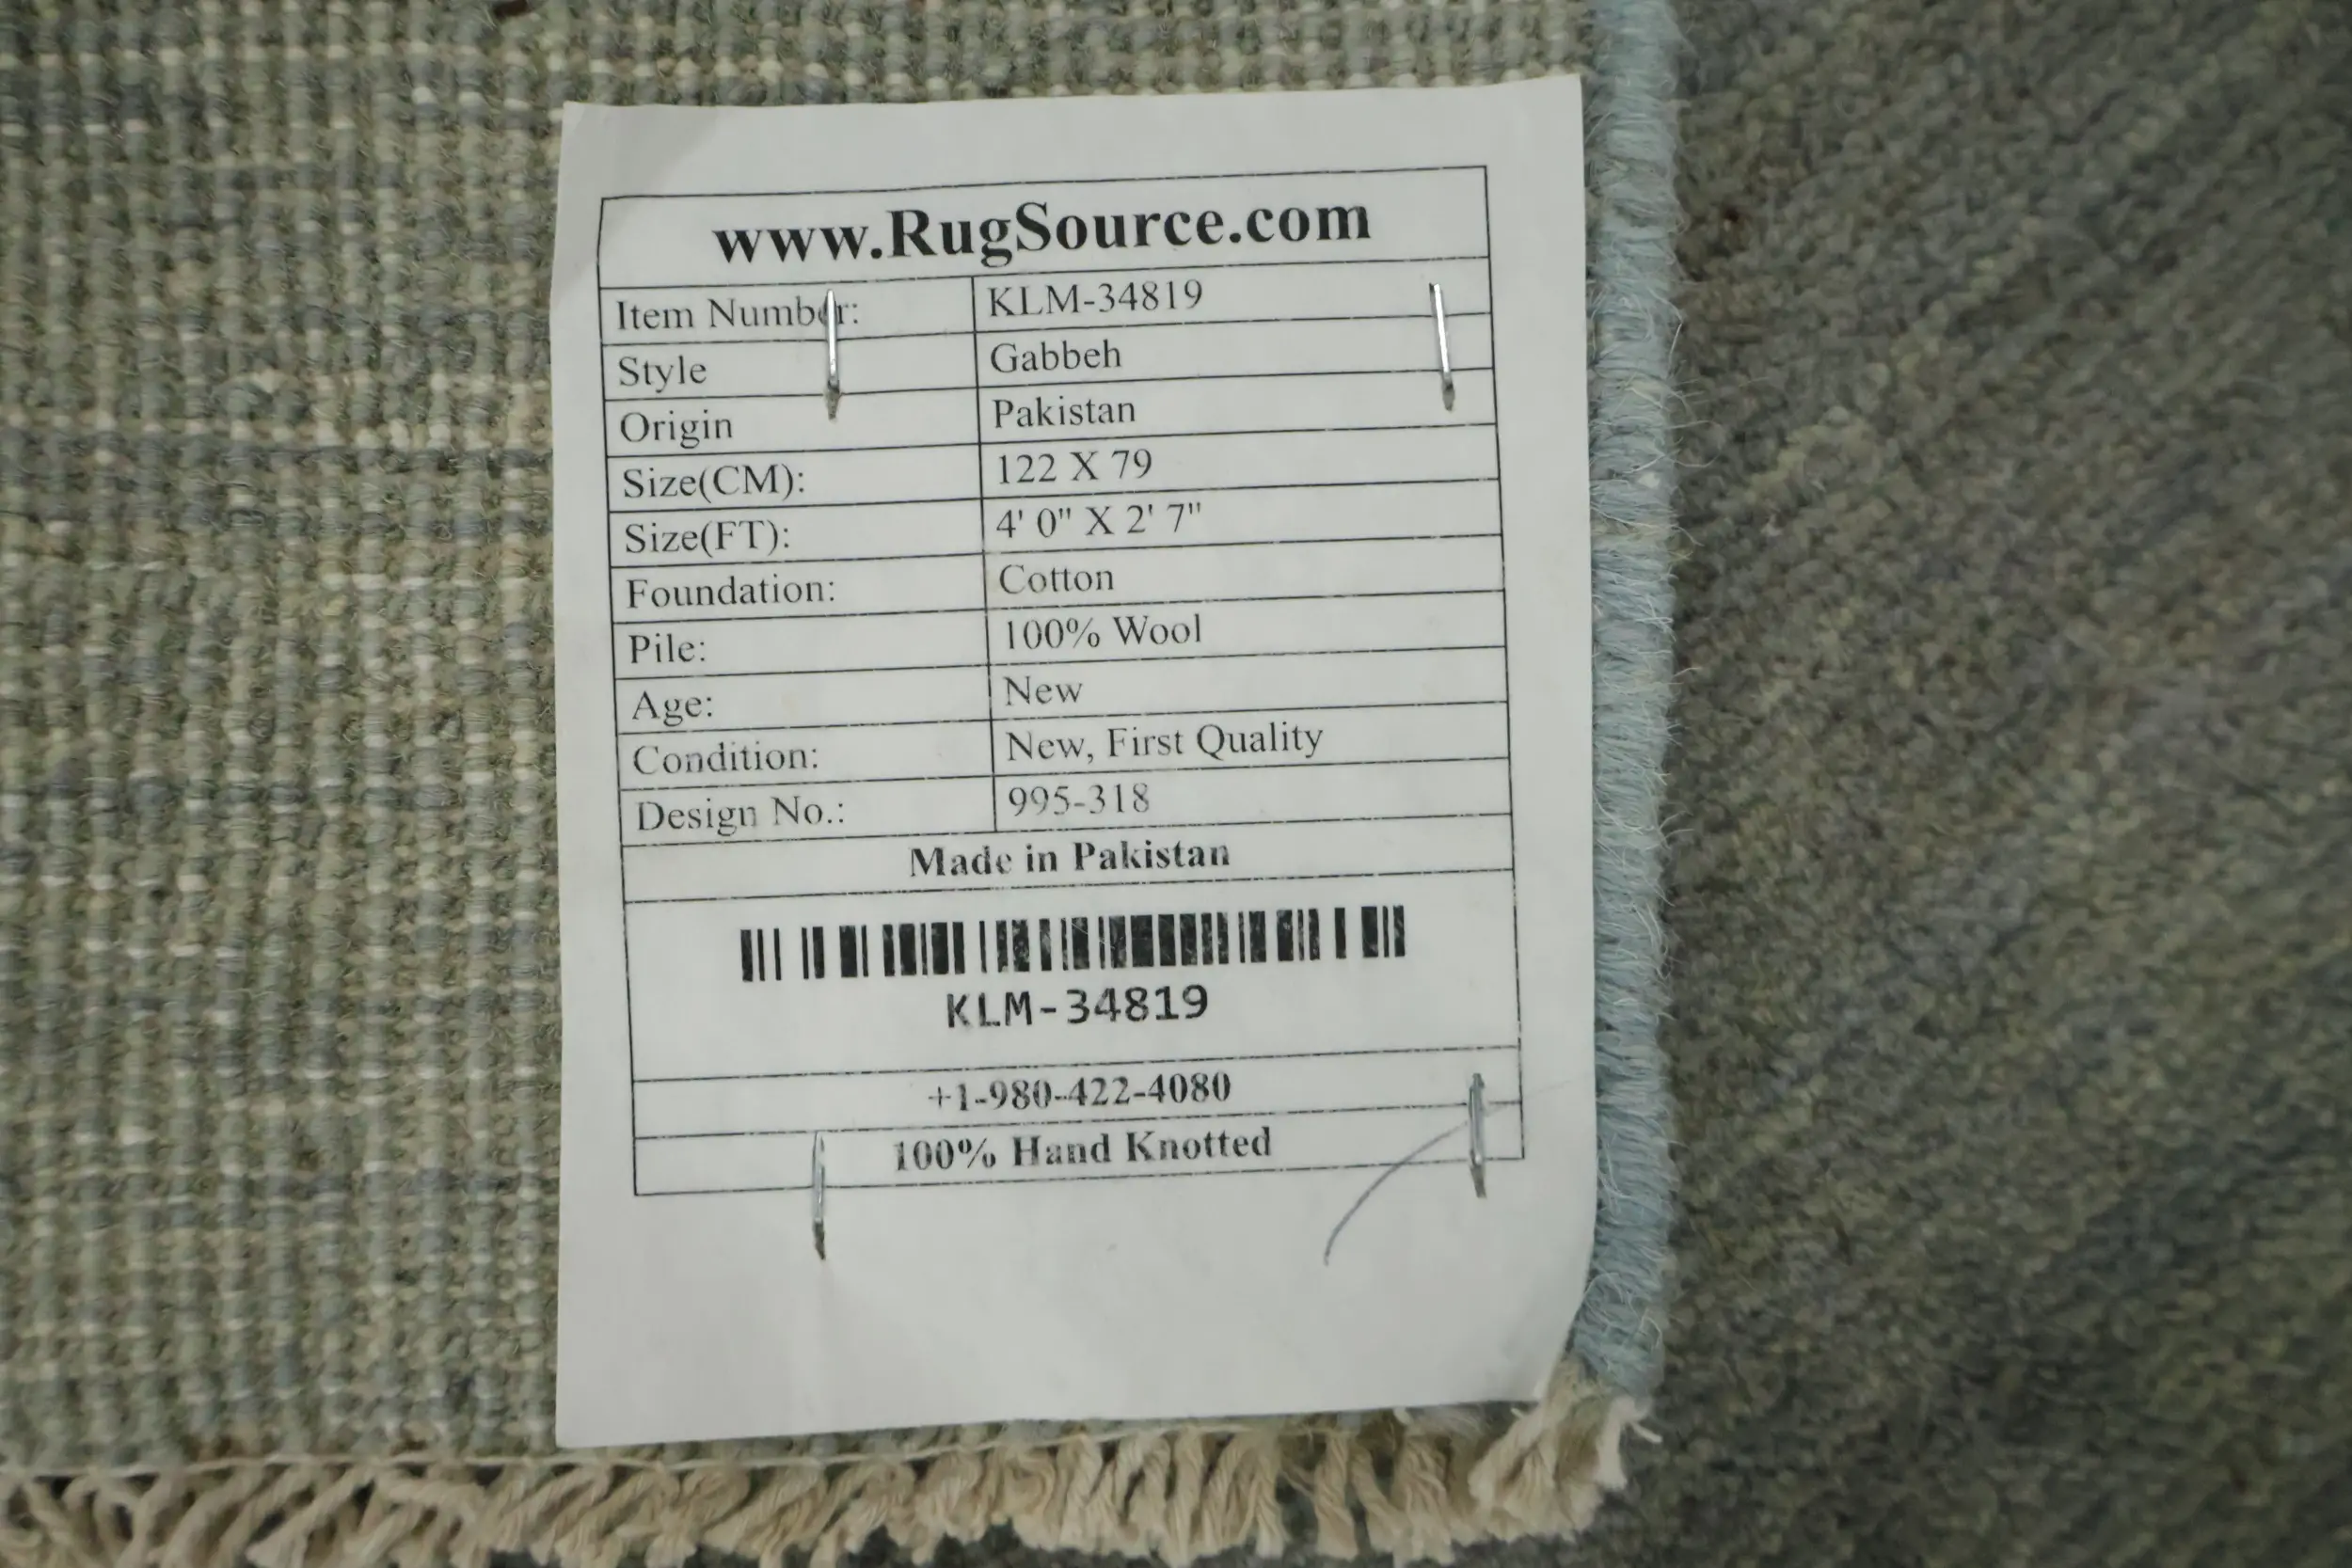 www.RugSource.com
Item Number: KLM-34819
Style Gabbeh
Origin Pakistan
Size(CM): 122 X 79
Size(FT): 4' 0" X 2' 7"
Foundation: Cotton
Pile: 100% Wool
Age: New
Condition: New, First Quality
Design No.: 995-318
Made in Pakistan
KLM-34819
+1-980-422-4080
100% Hand Knotted